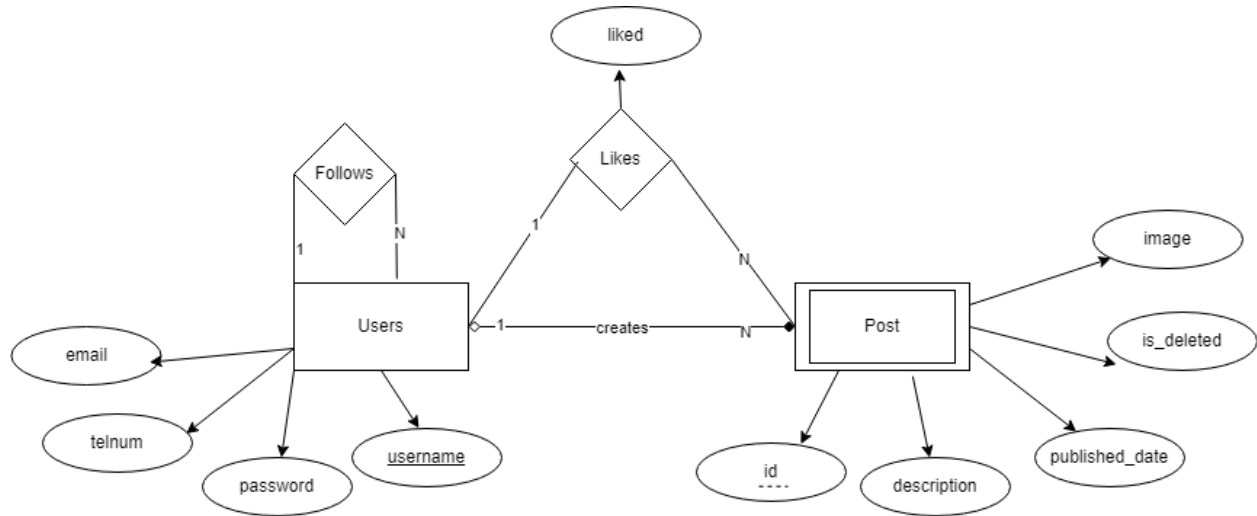 liked
Follows
Likes
1
N
1
N
image
Users
1
creates
N
Post
is_deleted
email
telnum
password
username
id
description
published_date